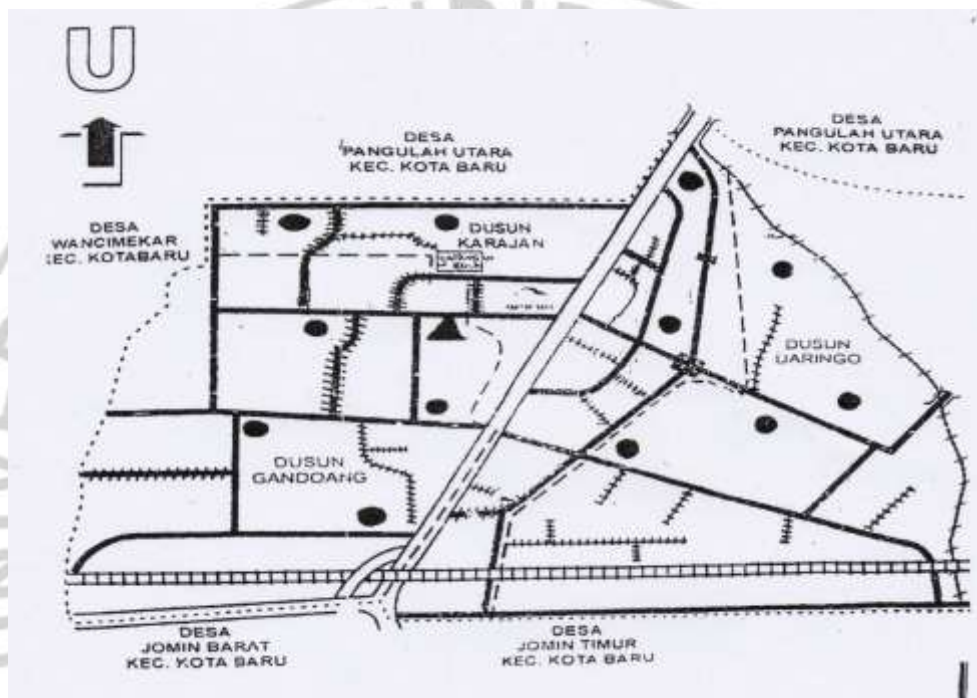 U
DESA
PANGULAH UTARA
KEC. KOTA BARU
DESA
PANGULAH UTARA
KEC. KOTA BARU
DESA
WANCIMEKAR
KEC. KOTABARU
DUSUN
KARAJAN
DUSUN
UARINGO
DUSUN
GANDOANG
DESA
JOMIN BARAT
KEC. KOTA BARU
DESA
JOMIN TIMUR
KEC. KOTA BARU